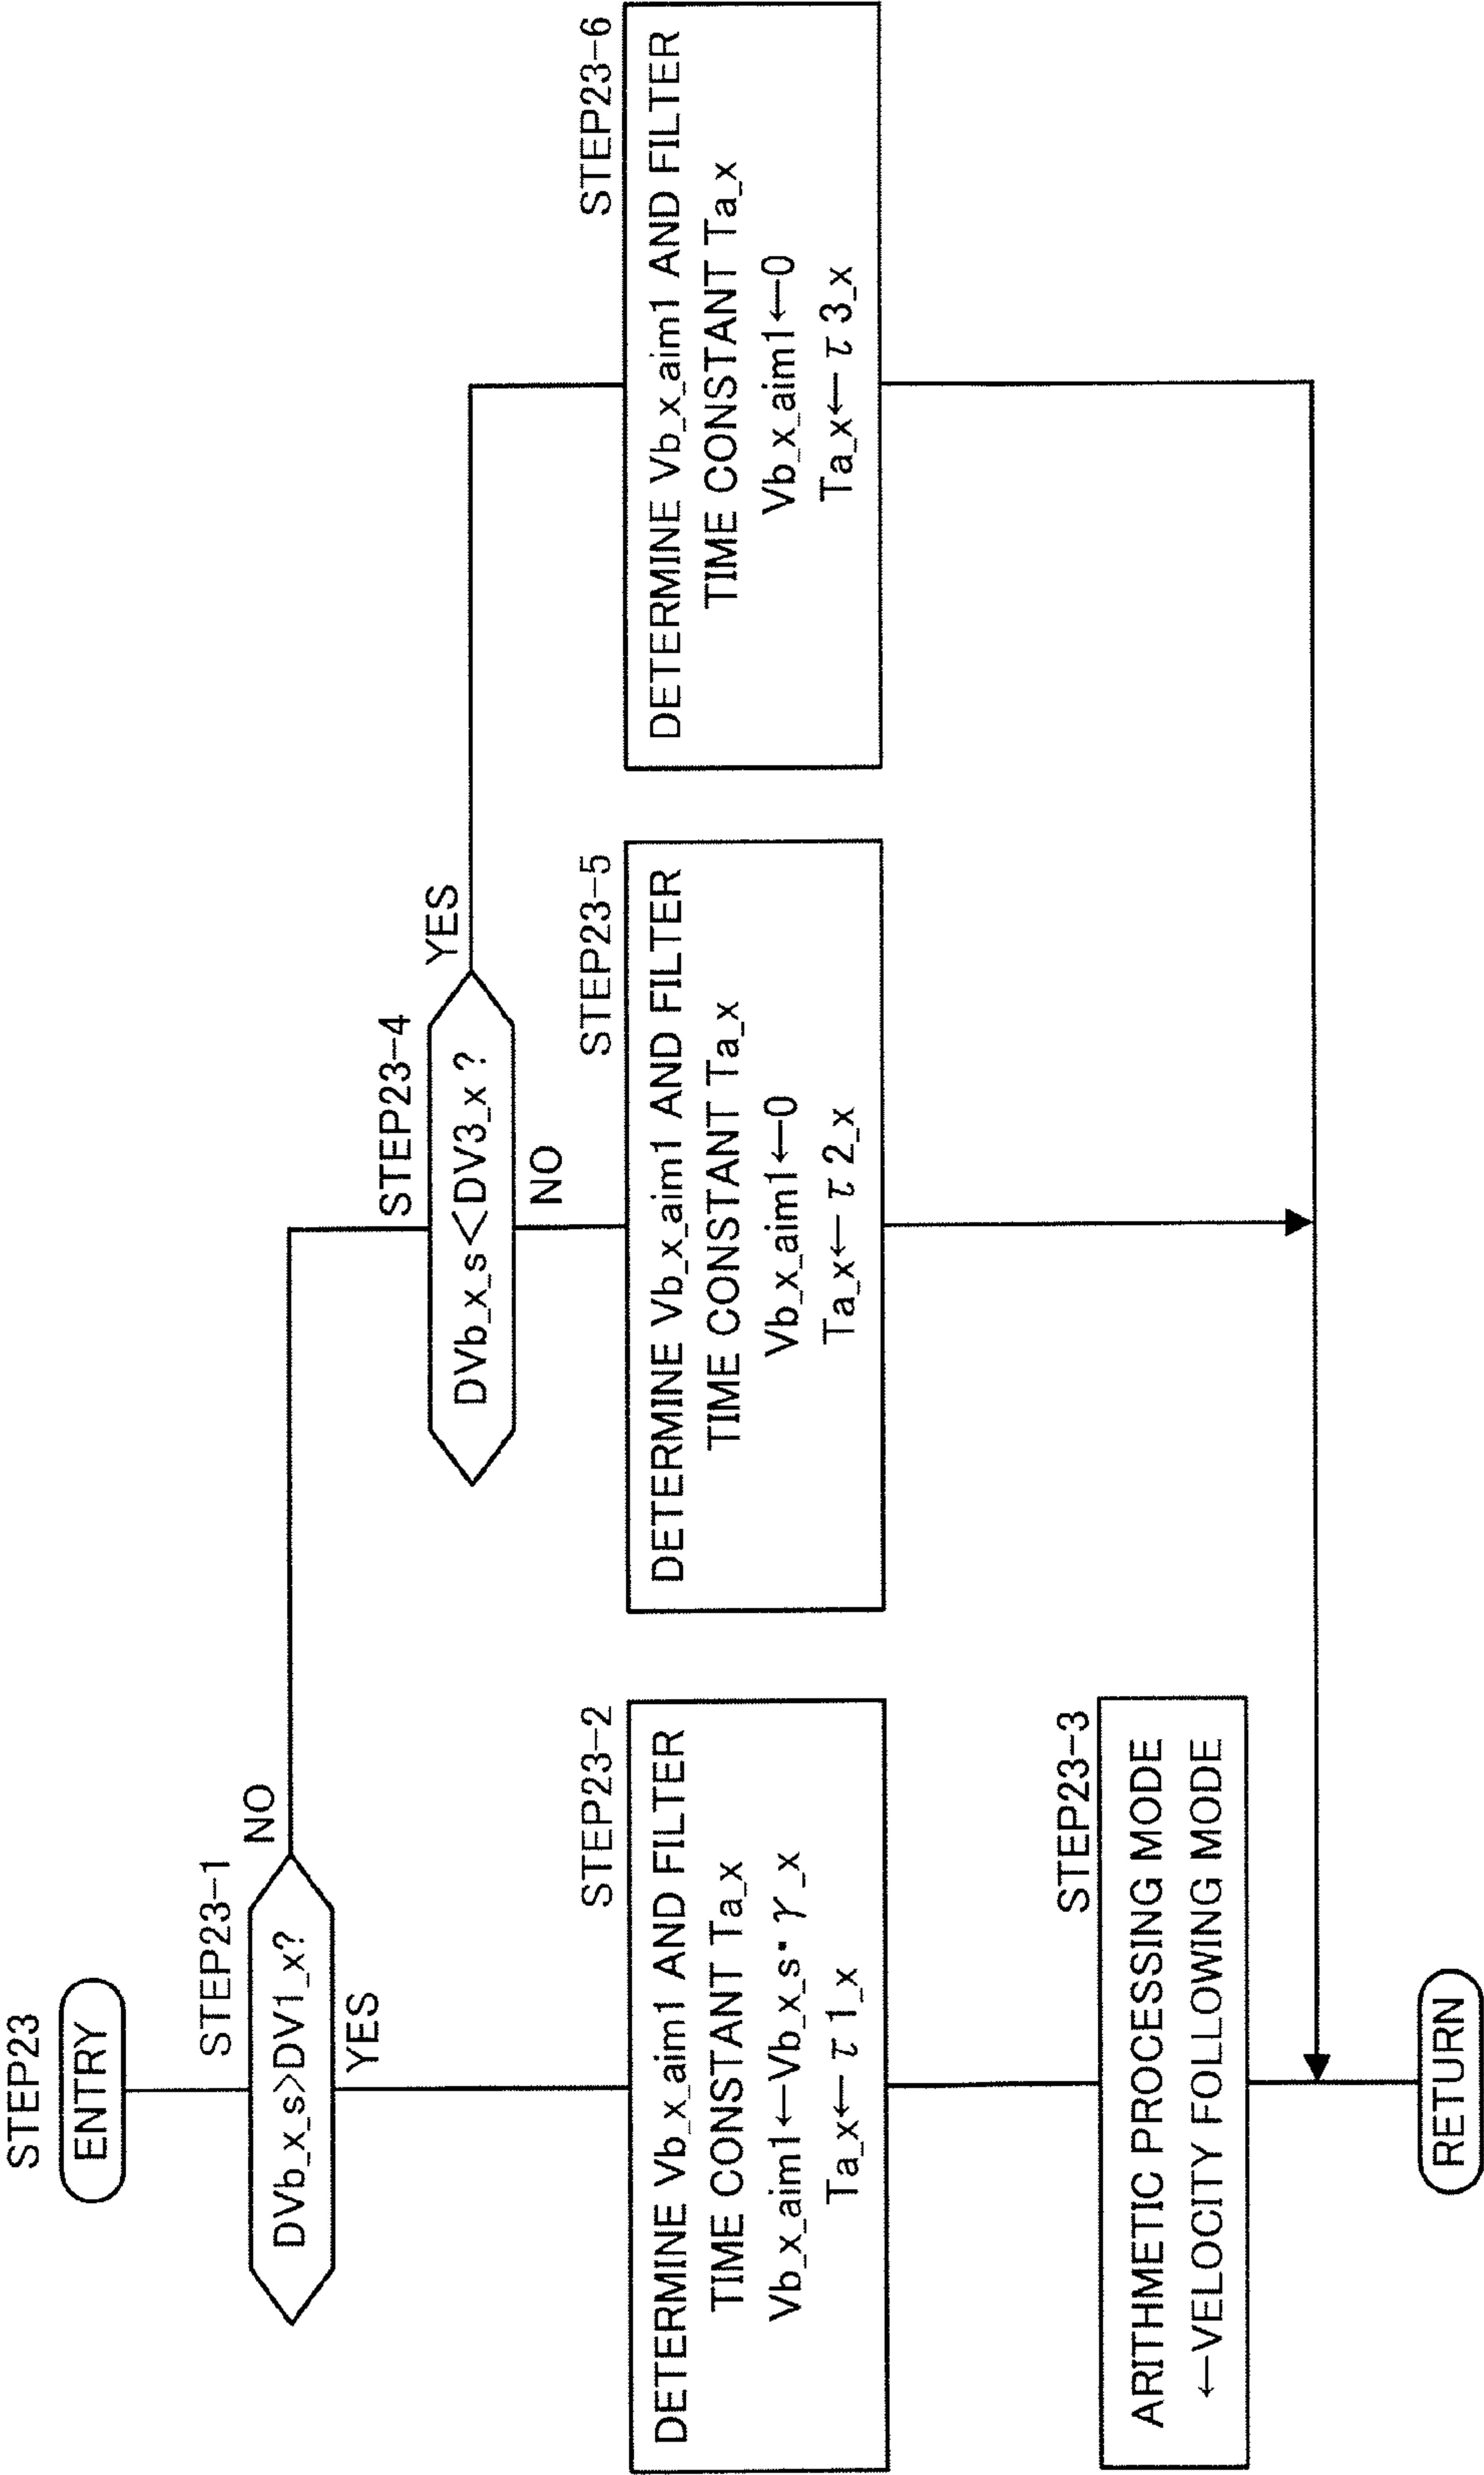 STEP23
ENTRY
STEP23-1
DVb_x_s>DV1_x?
NO
YES
STEP23-4
DVb_x_s<DV3_x ?
YES
NO
STEP23-2
DETERMINE Vb_x_aim1 AND FILTER
TIME CONSTANT Ta_x
Vb_x_aim1←Vb_x_s・γ_x
Ta_x←τ1_x
STEP23-5
DETERMINE Vb_x_aim1 AND FILTER
TIME CONSTANT Ta_x
Vb_x_aim1←0
Ta_x←τ2_x
STEP23-6
DETERMINE Vb_x_aim1 AND FILTER
TIME CONSTANT Ta_x
Vb_x_aim1←0
Ta_x←τ3_x
STEP23-3
ARITHMETIC PROCESSING MODE
←VELOCITY FOLLOWING MODE
RETURN